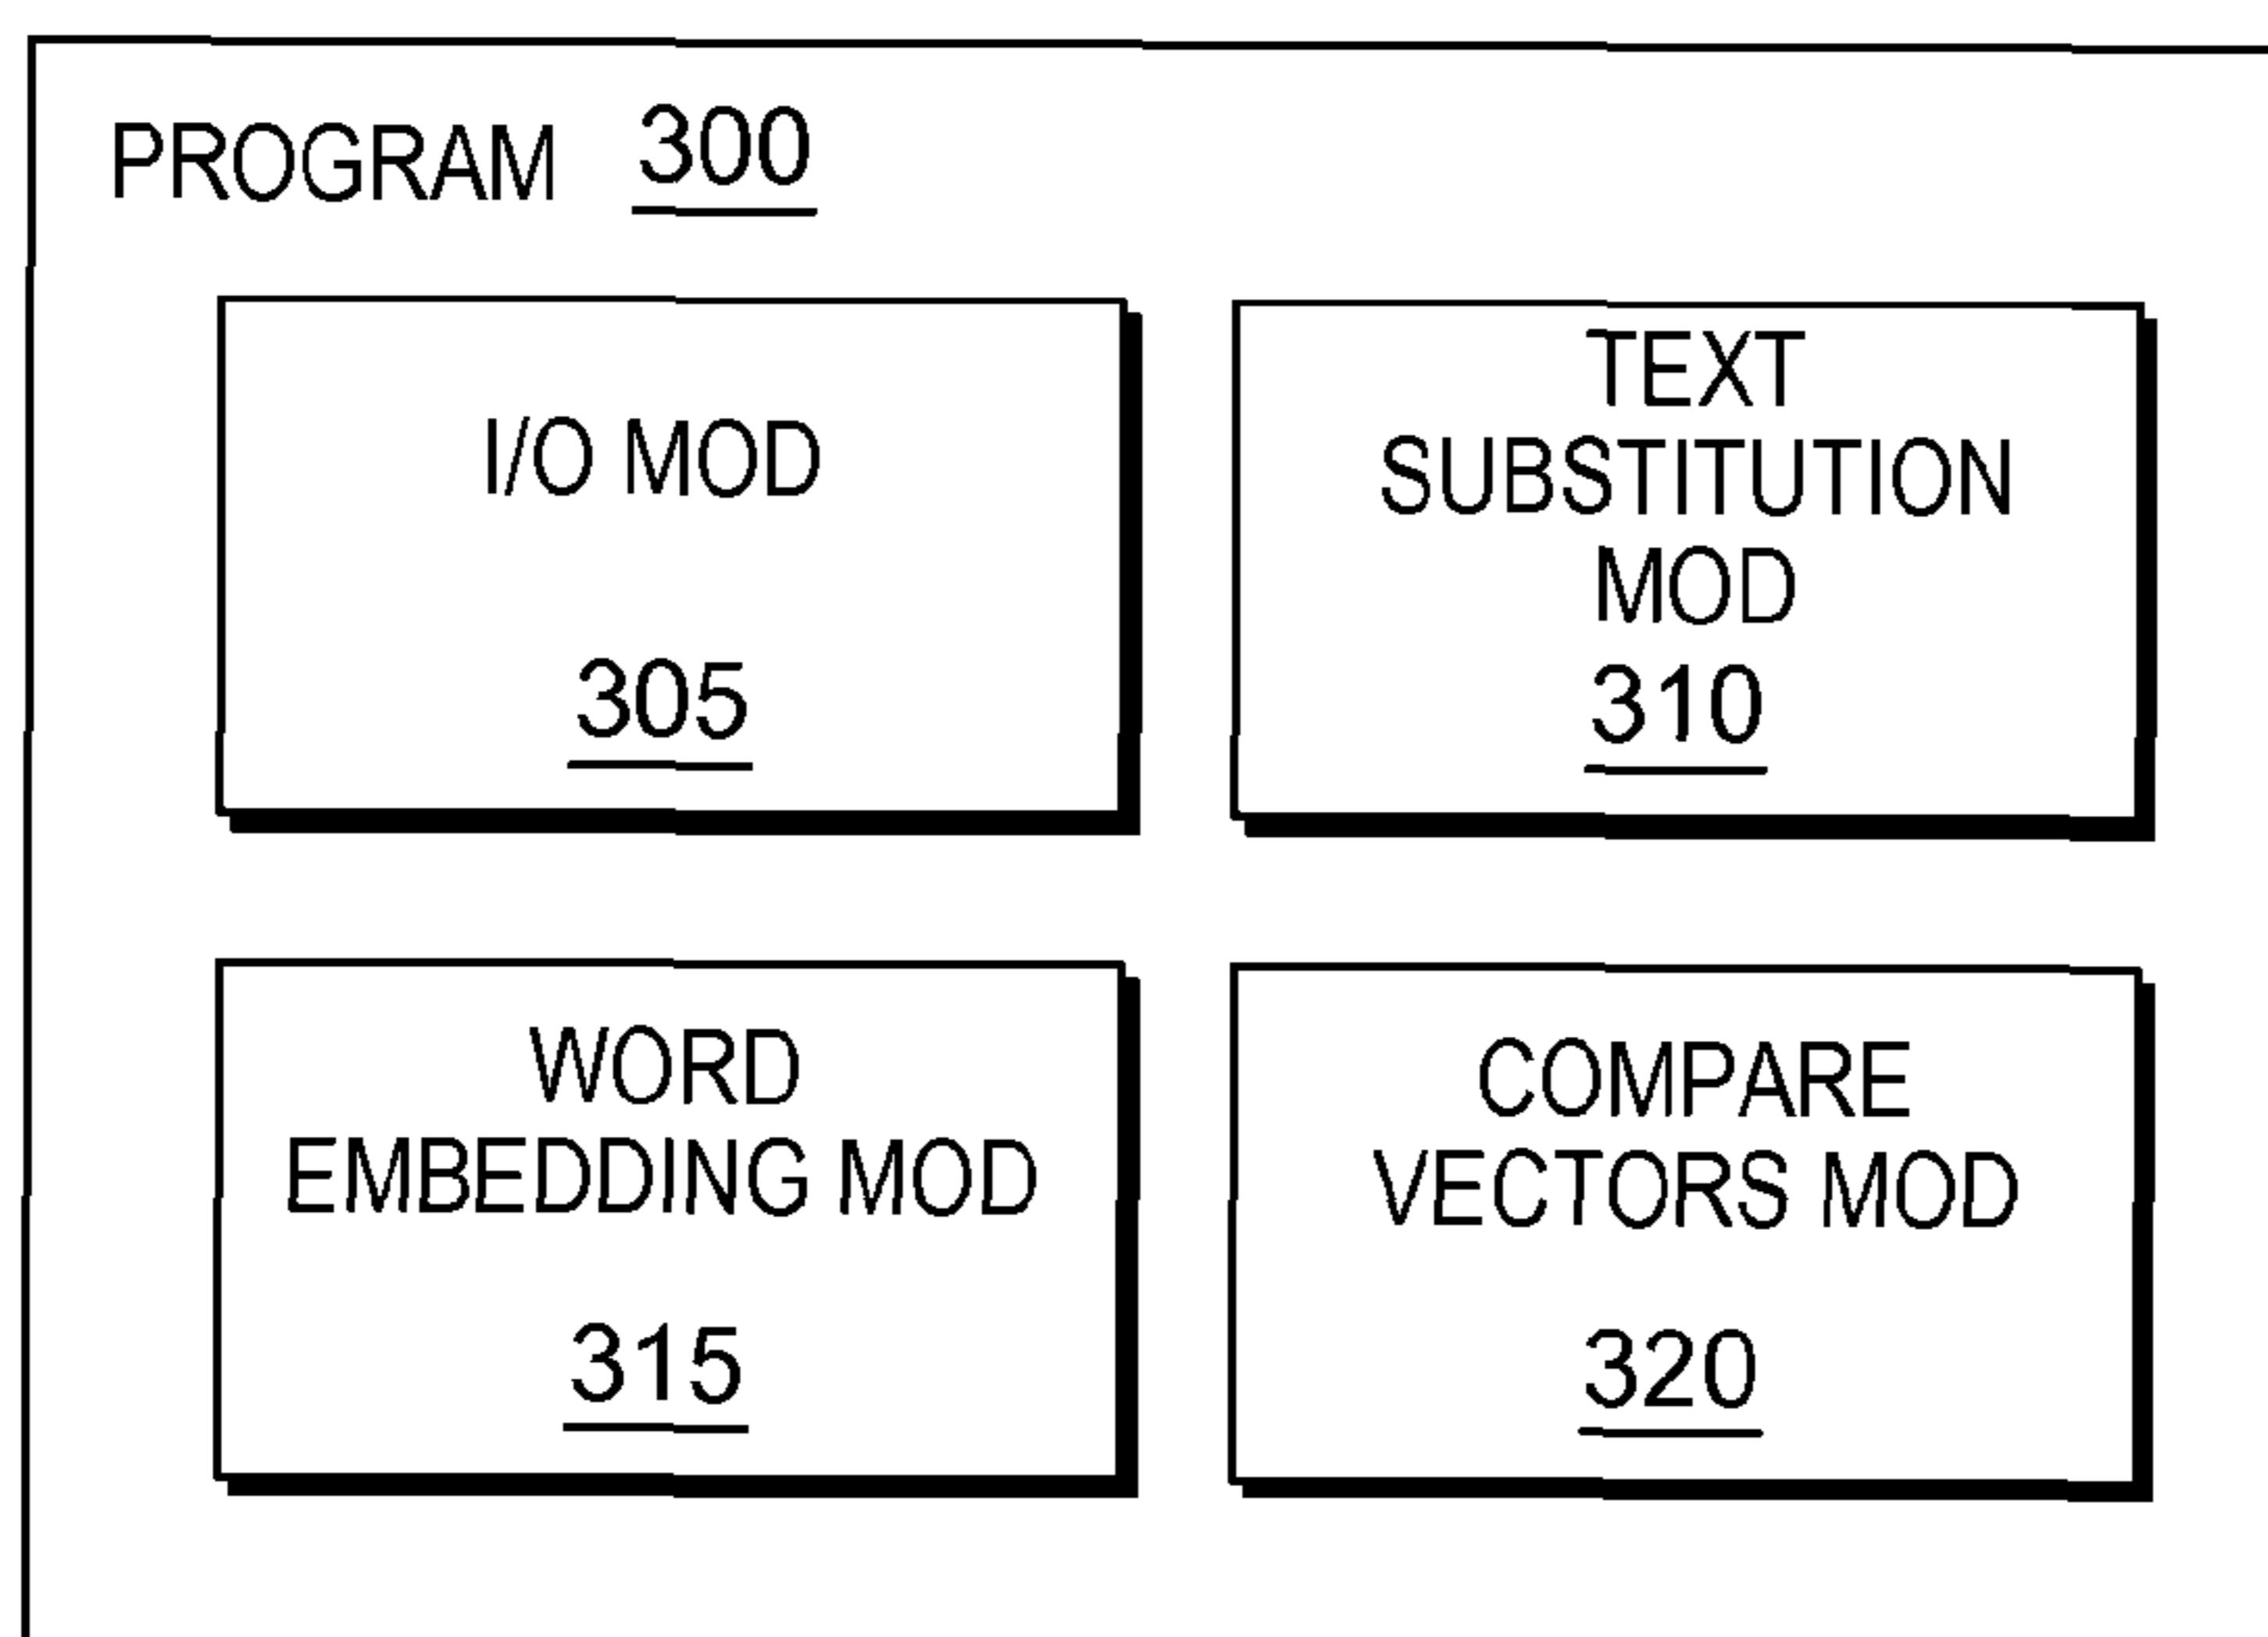 PROGRAM 300
I/O MOD
305
TEXT
SUBSTITUTION
MOD
310
WORD
EMBEDDING MOD
315
COMPARE
VECTORS MOD
320